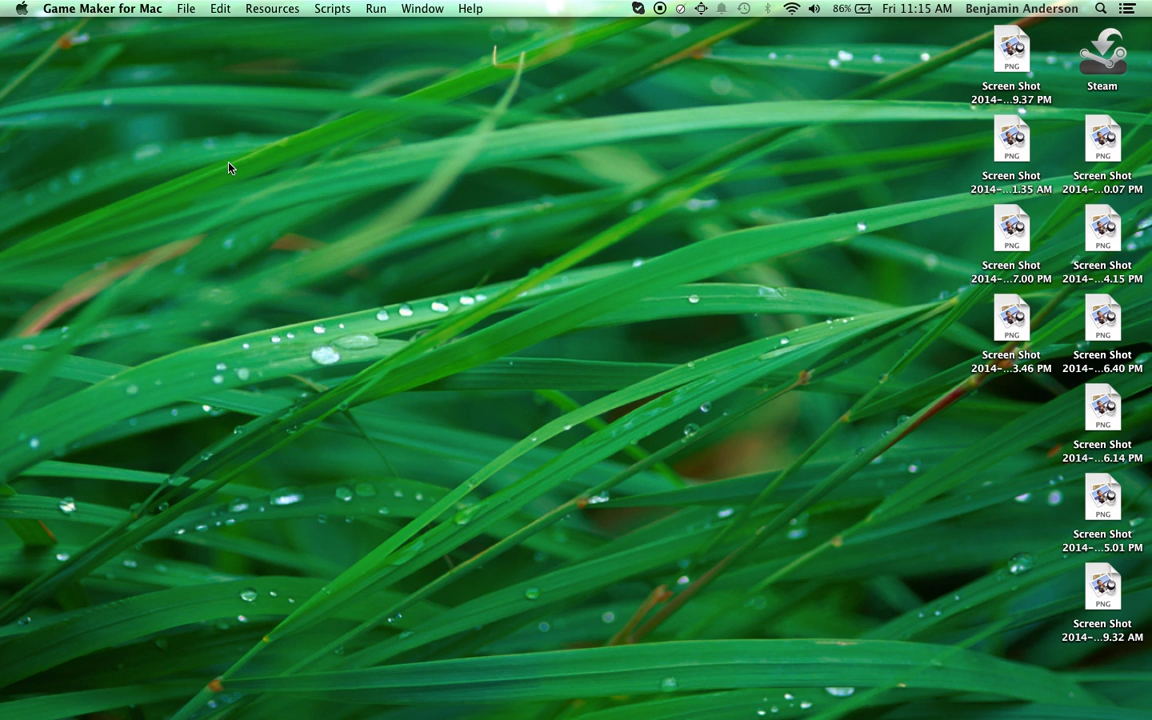 Game Maker for Mac File Edit Resources Scripts Run Window Help 86% Fri 11:15 AM Benjamin Anderson
PNG
Screen Shot
2014-...9.37 PM
Steam
PNG
Screen Shot
2014-...1.35 AM
PNG
Screen Shot
2014-...0.07 PM
PNG
Screen Shot
2014-...7.00 PM
PNG
Screen Shot
2014-...4.15 PM
PNG
Screen Shot
2014-...3.46 PM
PNG
Screen Shot
2014-...6.40 PM
PNG
Screen Shot
2014-...6.14 PM
PNG
Screen Shot
2014-...5.01 PM
PNG
Screen Shot
2014-...9.32 AM